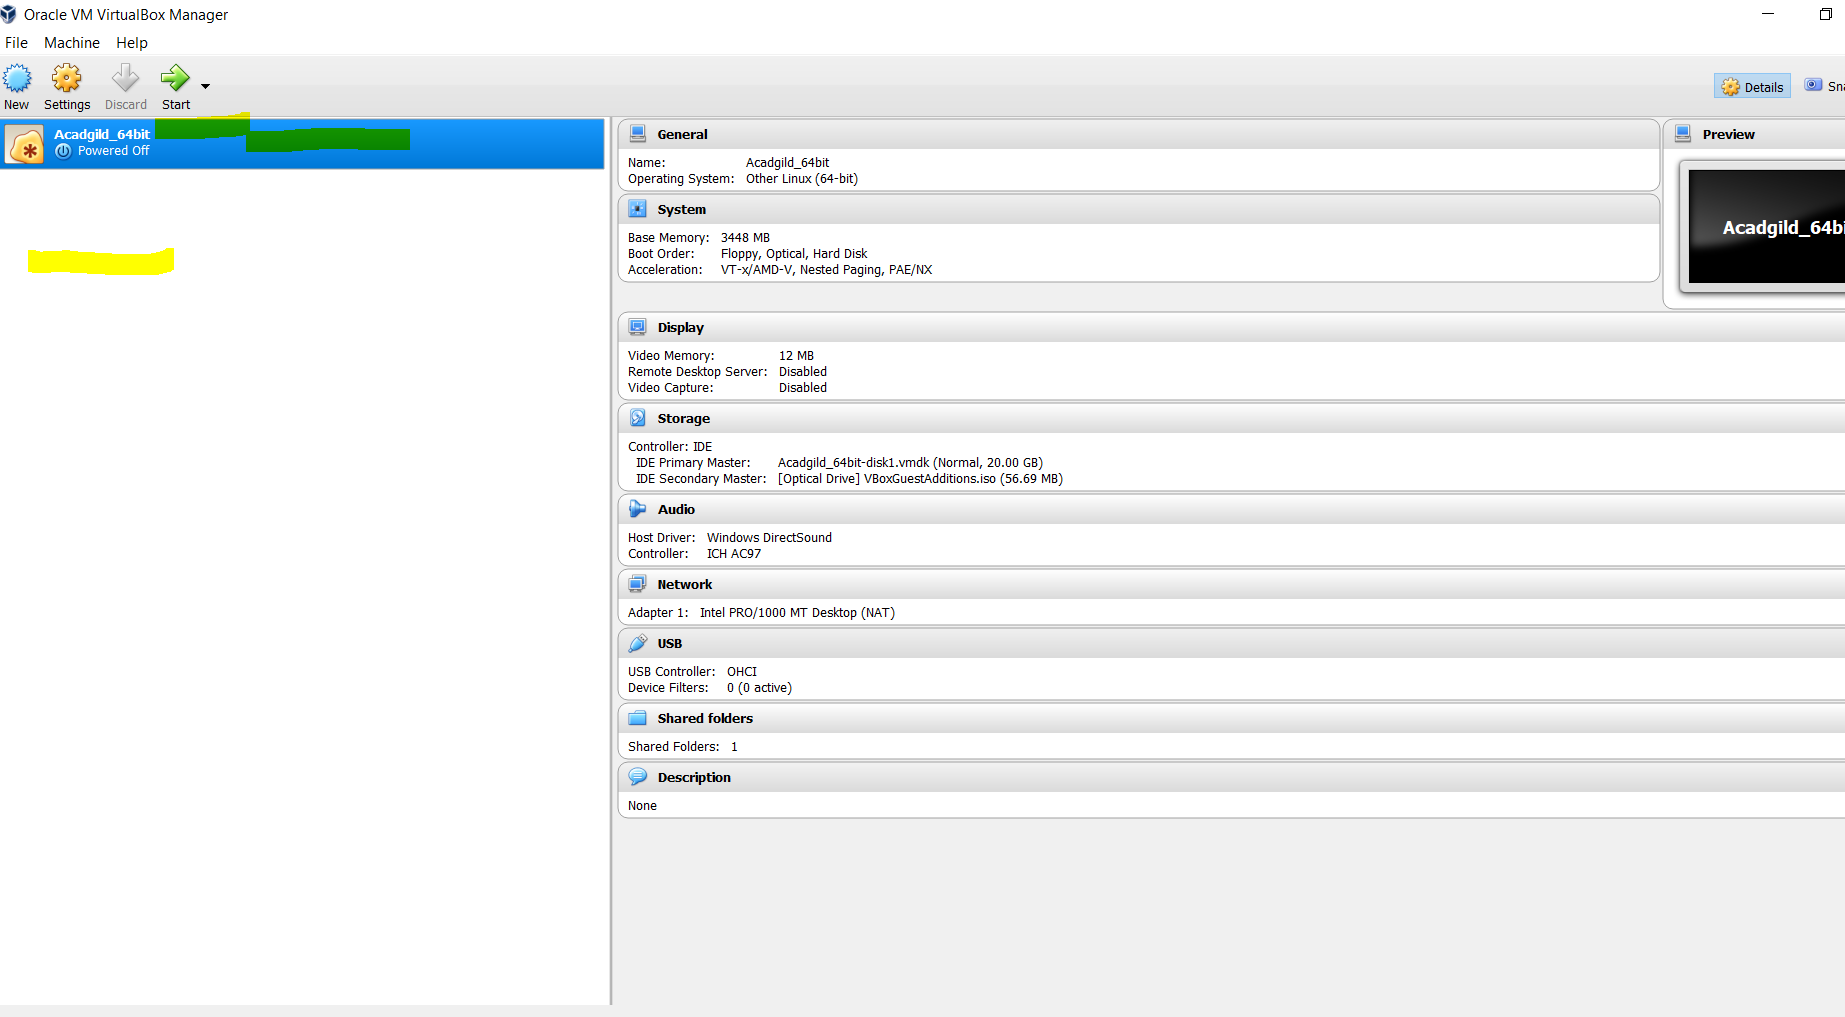 Oracle VM VirtualBox Manager
File Machine Help
New Settings Discard Start
Details
Acadgild_64bit
Powered Off
General
Name: Acadgild_64bit
Operating System: Other Linux (64-bit)
System
Base Memory: 3448 MB
Boot Order: Floppy, Optical, Hard Disk
Acceleration: VT-x/AMD-V, Nested Paging, PAE/NX
Preview
Acadgild_64bi
Display
Video Memory: 12 MB
Remote Desktop Server: Disabled
Video Capture: Disabled
Storage
Controller: IDE
IDE Primary Master: Acadgild_64bit-disk1.vmdk (Normal, 20.00 GB)
IDE Secondary Master: [Optical Drive] VBoxGuestAdditions.iso (56.69 MB)
Audio
Host Driver: Windows DirectSound
Controller: ICH AC97
Network
Adapter 1: Intel PRO/1000 MT Desktop (NAT)
USB
USB Controller: OHCI
Device Filters: 0 (0 active)
Shared folders
Shared Folders: 1
Description
None